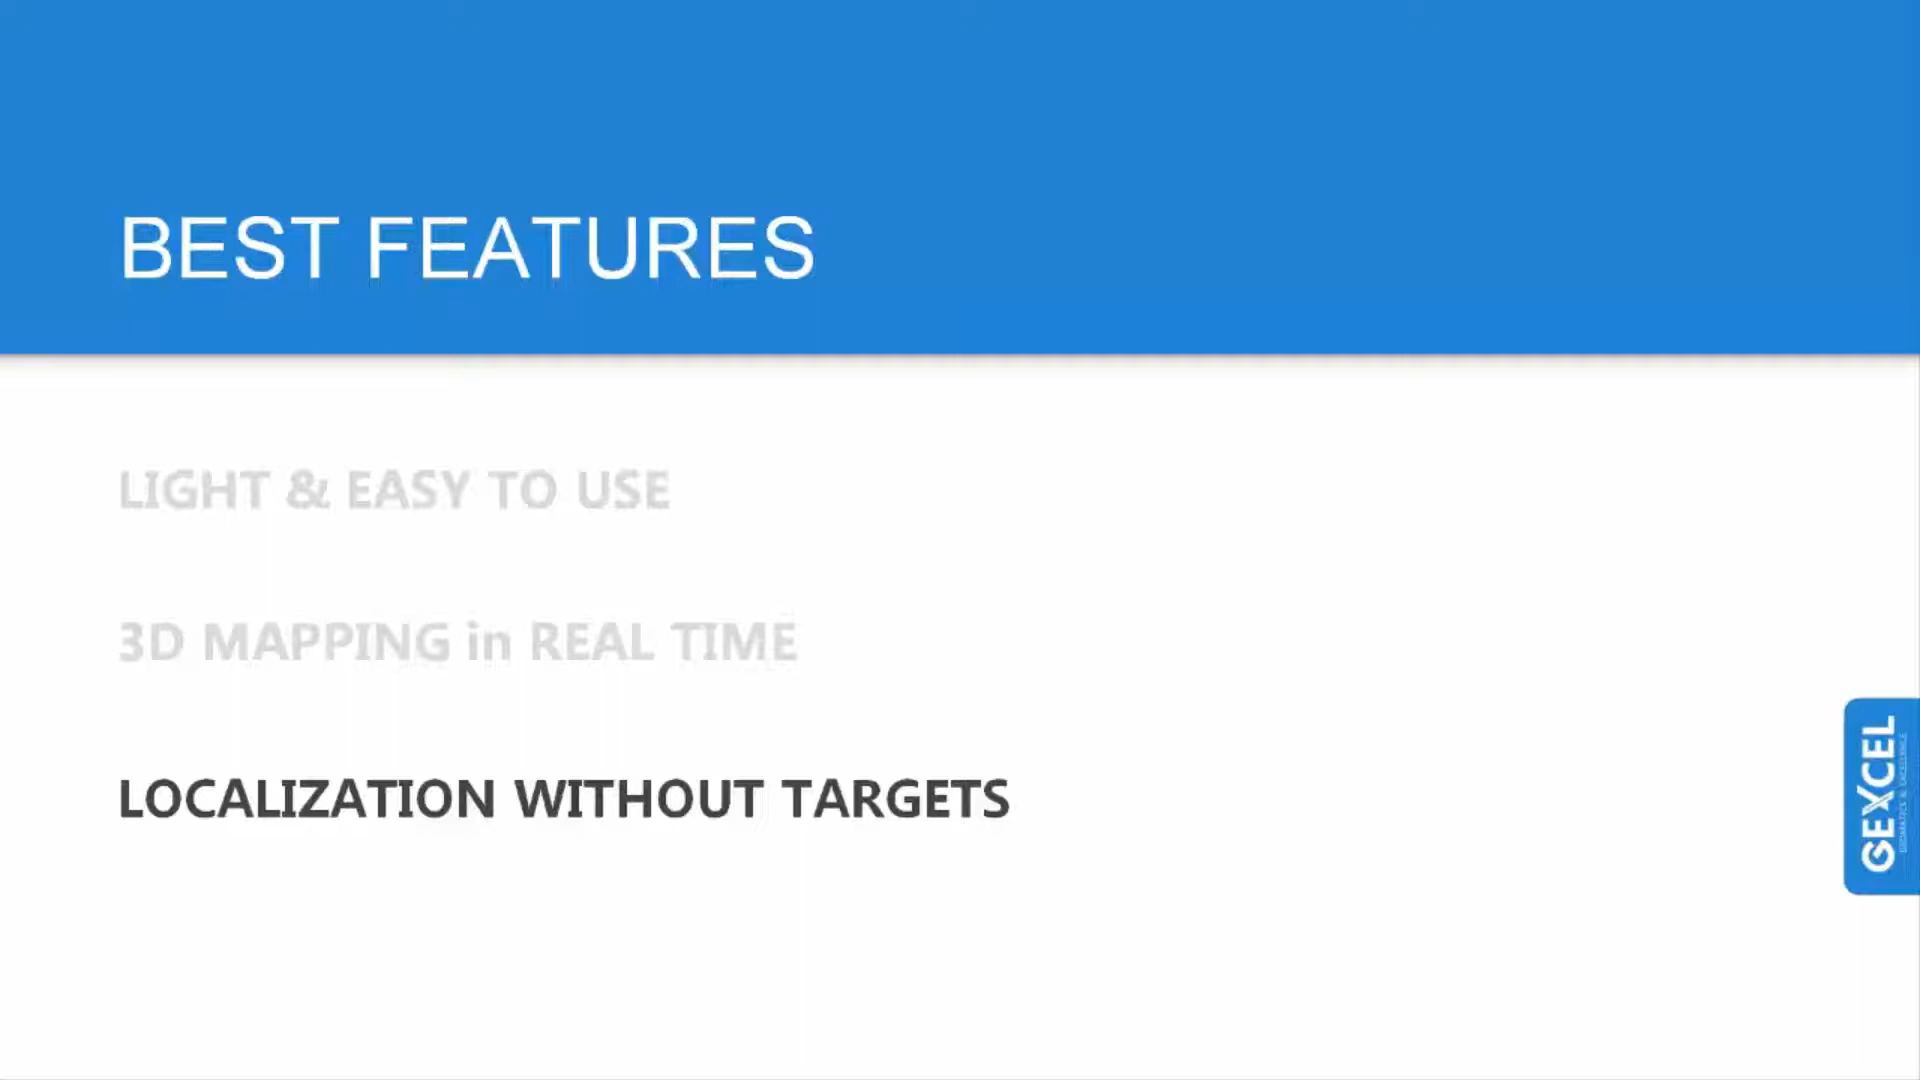 BEST FEATURES
LIGHT & EASY TO USE
3D MAPPING in REAL TIME
LOCALIZATION WITHOUT TARGETS
GEXCEL